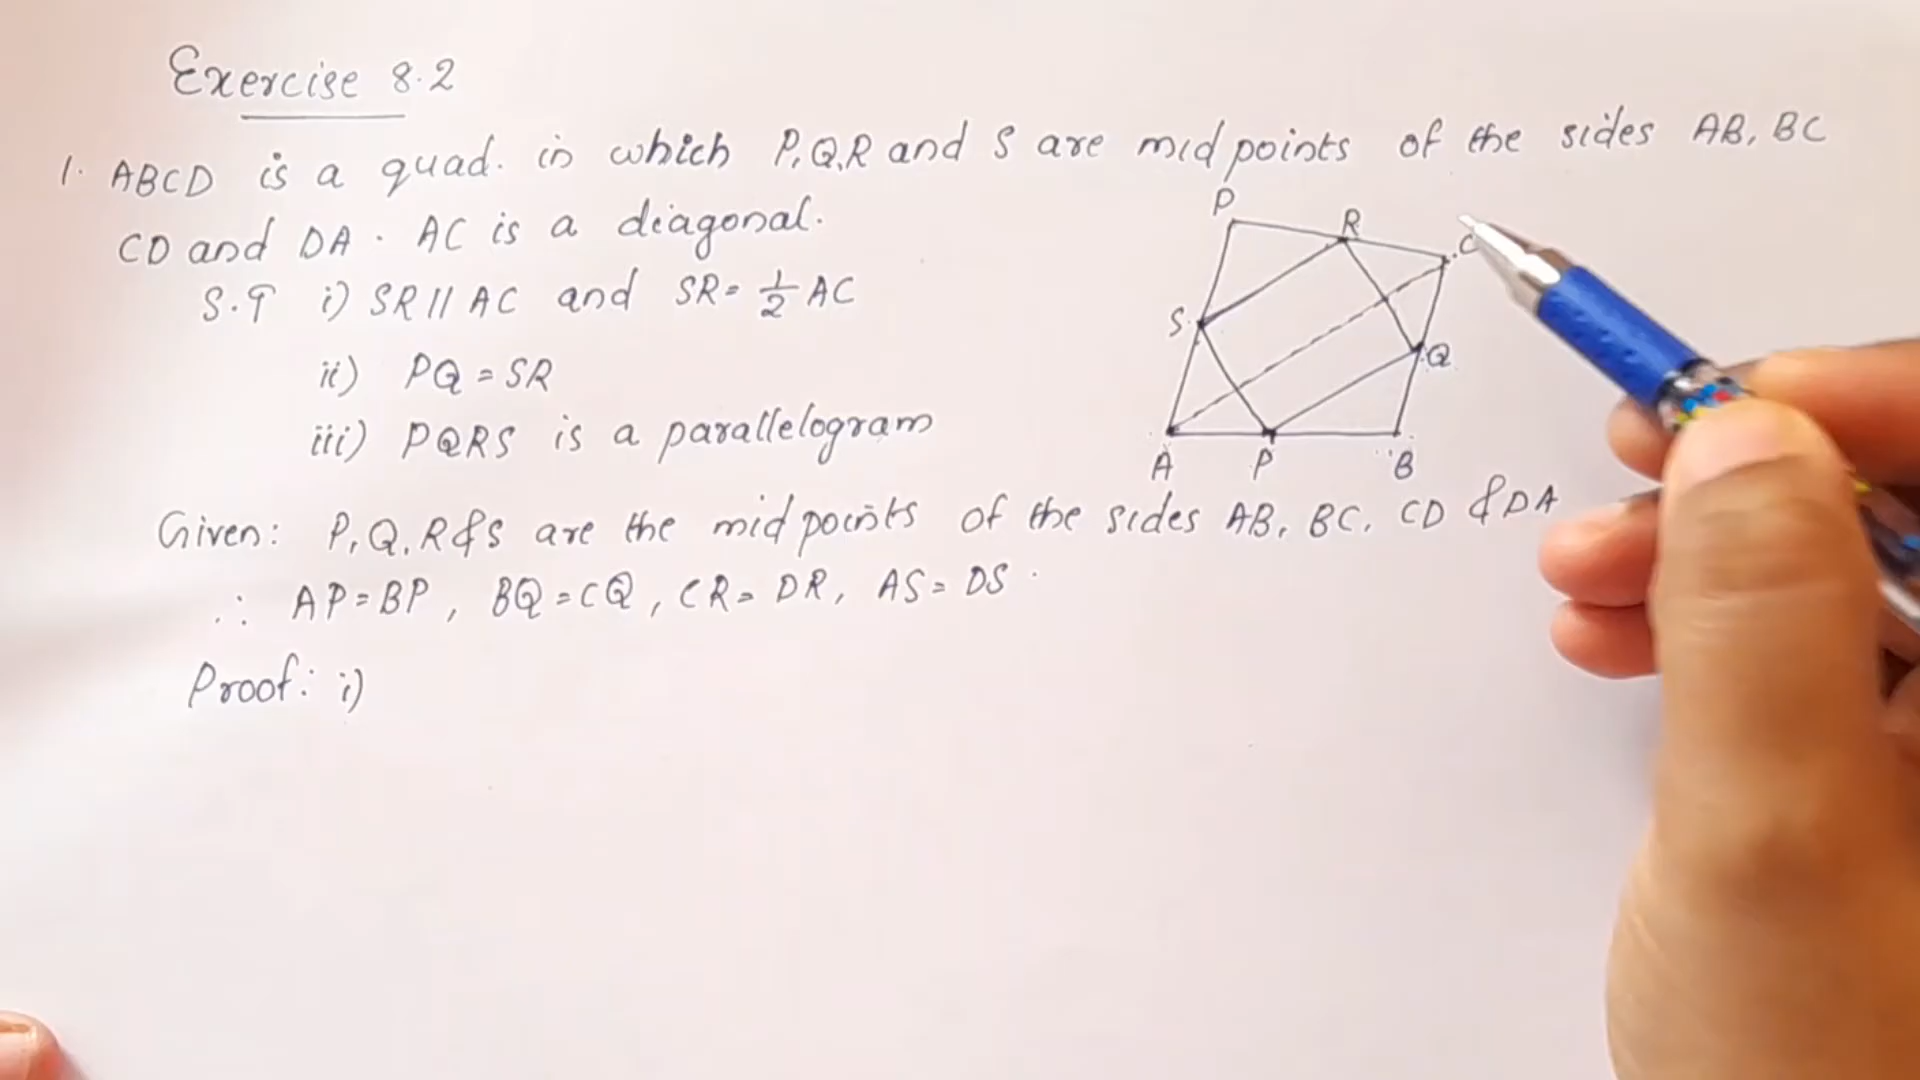 Exercise 8.2
1. ABCD is a quad. in which P,Q,R and S are mid points of the sides AB, BC
CD and DA. AC is a diagonal.
S.T i) SR // AC and SR = 1/2 AC
ii) PQ = SR
iii) PQRS is a parallelogram
P
R
C
S
Q
A
P
B
Given: P, Q, R & S are the mid points of the sides AB, BC, CD & DA
∴ AP = BP, BQ = CQ, CR = DR, AS = DS.
Proof: i)